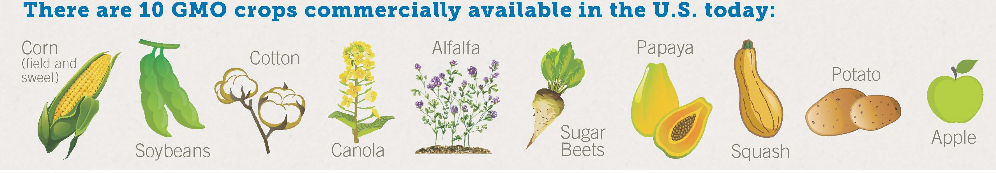 There are 10 GMO crops commercially available in the U.S. today:
Corn
(field and
sweet)
Soybeans
Cotton
Canola
Alfalfa
Sugar
Beets
Papaya
Squash
Potato
Apple